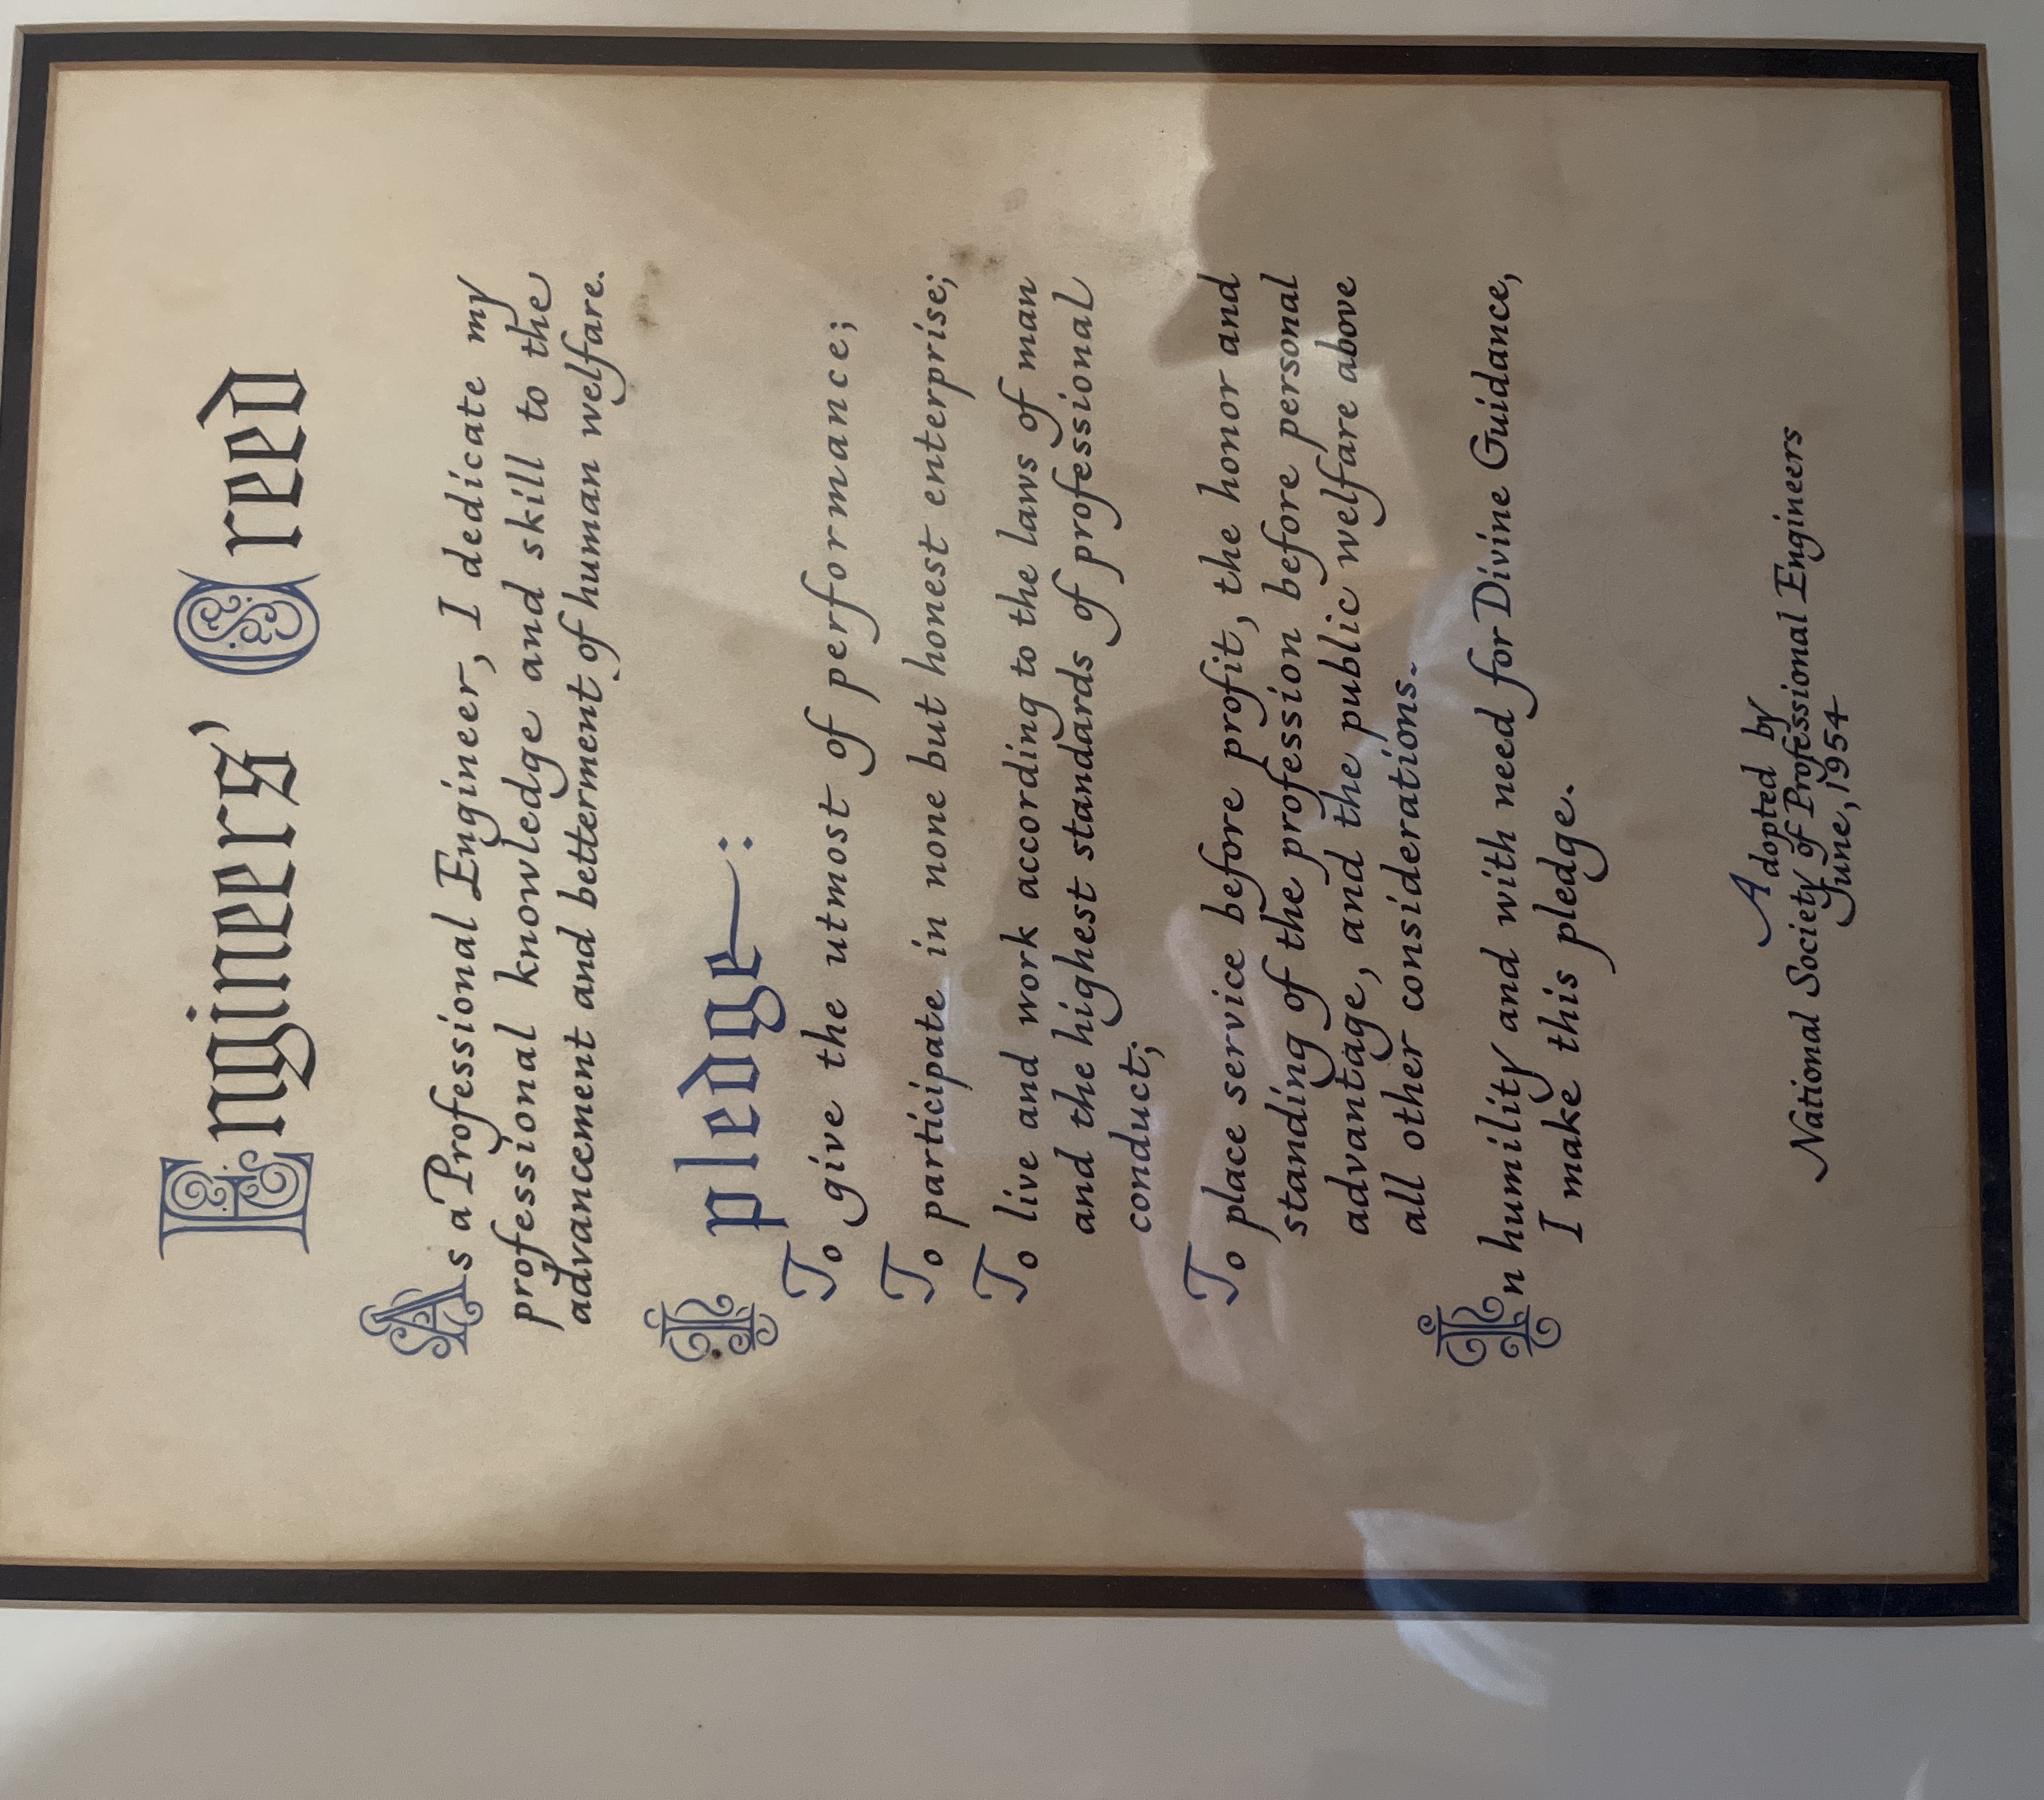 Engineers' Creed
As a Professional Engineer, I dedicate my
professional knowledge and skill to the
advancement and betterment of human welfare.
I pledge:
To give the utmost of performance;
To participate in none but honest enterprise;
To live and work according to the laws of man
and the highest standards of professional
conduct;
To place service before profit, the honor and
standing of the profession before personal
advantage, and the public welfare above
all other considerations.
In humility and with need for Divine Guidance,
I make this pledge.
Adopted by
National Society of Professional Engineers
June, 1954